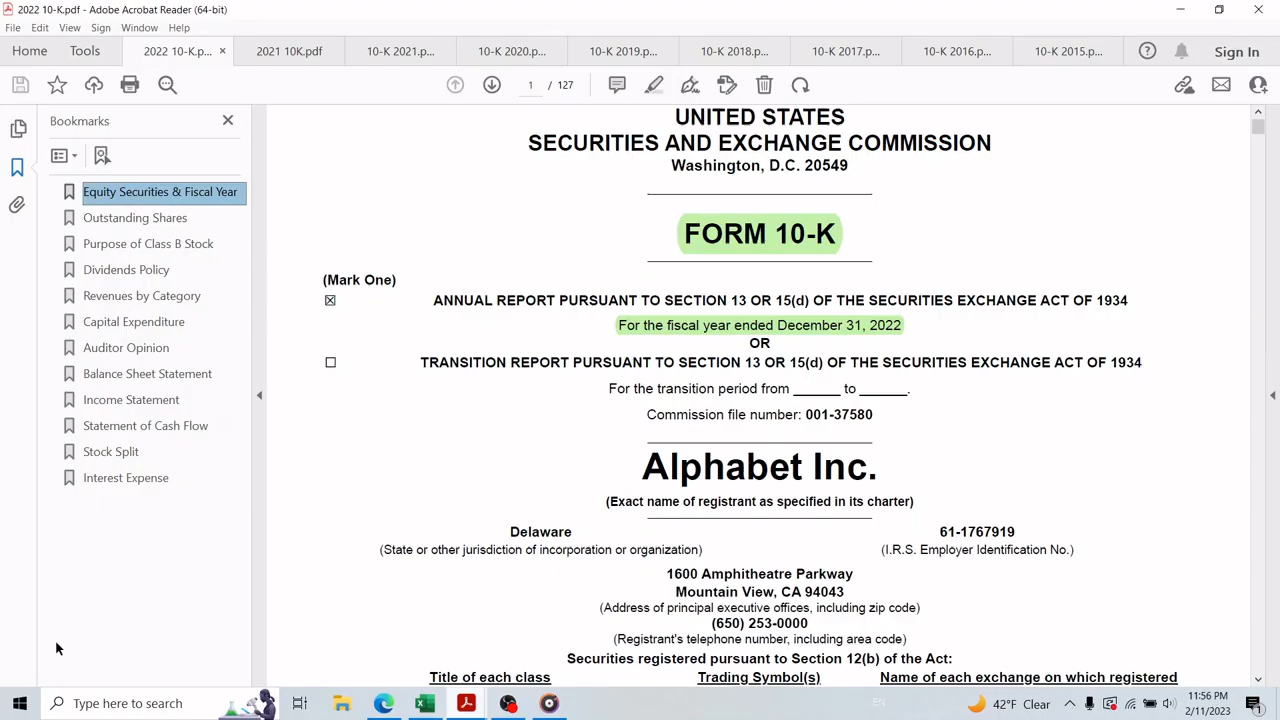 2022 10-K.pdf - Adobe Acrobat Reader (64-bit)
File Edit View Sign Window Help
Home Tools 2022 10-K.p... × 2021 10K.pdf 10-K 2021.p... 10-K 2020.p... 10-K 2019.p... 10-K 2018.p... 10-K 2017.p... 10-K 2016.p... 10-K 2015.p... Sign In
1 / 127
Bookmarks
Equity Securities & Fiscal Year
Outstanding Shares
Purpose of Class B Stock
Dividends Policy
Revenues by Category
Capital Expenditure
Auditor Opinion
Balance Sheet Statement
Income Statement
Statement of Cash Flow
Stock Split
Interest Expense
UNITED STATES
SECURITIES AND EXCHANGE COMMISSION
Washington, D.C. 20549
FORM 10-K
(Mark One)
☒ ANNUAL REPORT PURSUANT TO SECTION 13 OR 15(d) OF THE SECURITIES EXCHANGE ACT OF 1934
For the fiscal year ended December 31, 2022
OR
☐ TRANSITION REPORT PURSUANT TO SECTION 13 OR 15(d) OF THE SECURITIES EXCHANGE ACT OF 1934
For the transition period from ______ to ______.
Commission file number: 001-37580
Alphabet Inc.
(Exact name of registrant as specified in its charter)
Delaware 61-1767919
(State or other jurisdiction of incorporation or organization) (I.R.S. Employer Identification No.)
1600 Amphitheatre Parkway
Mountain View, CA 94043
(Address of principal executive offices, including zip code)
(650) 253-0000
(Registrant's telephone number, including area code)
Securities registered pursuant to Section 12(b) of the Act:
Title of each class Trading Symbol(s) Name of each exchange on which registered
Type here to search
EN
42°F Clear
11:56 PM
2/11/2023
1